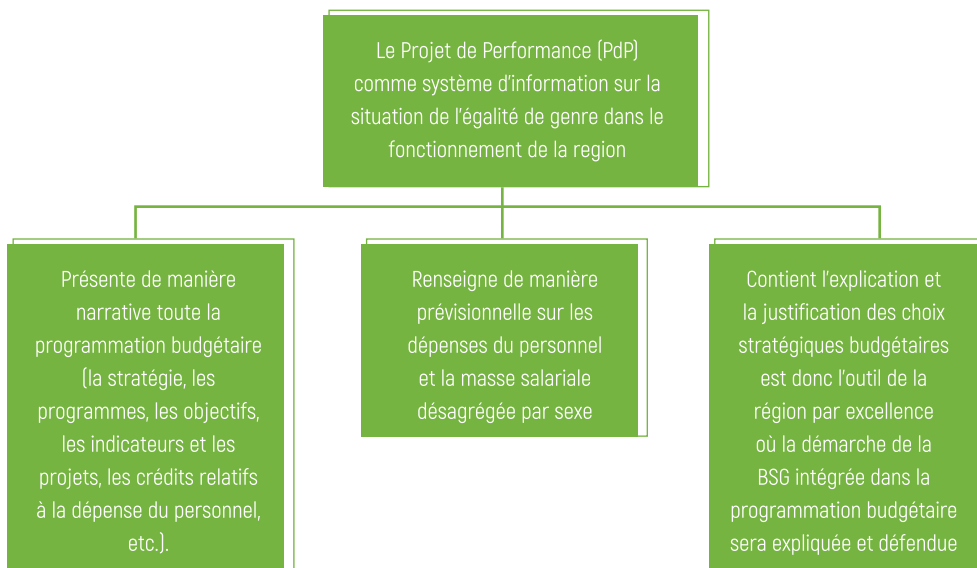 Le Projet de Performance (PdP)
comme système d'information sur la
situation de l'égalité de genre dans le
fonctionnement de la region
Présente de manière
narrative toute la
programmation budgétaire
(la stratégie, les
programmes, les objectifs,
les indicateurs et les
projets, les crédits relatifs
à la dépense du personnel,
etc.).
Renseigne de manière
prévisionnelle sur les
dépenses du personnel
et la masse salariale
désagrégée par sexe
Contient l'explication et
la justification des choix
stratégiques budgétaires
est donc l'outil de la
région par excellence
où la démarche de la
BSG intégrée dans la
programmation budgétaire
sera expliquée et défendue